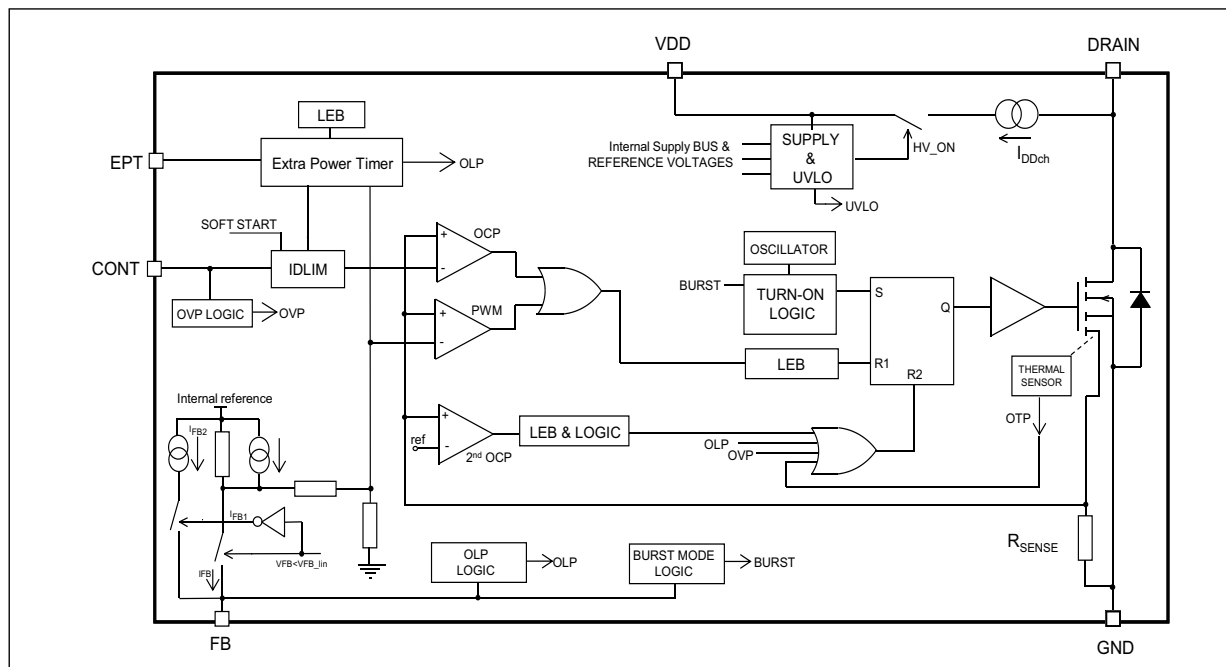 VDD
DRAIN
LEB
EPT
Extra Power Timer
OLP
Internal Supply BUS &
REFERENCE VOLTAGES
SUPPLY
&
UVLO
HV_ON
IDDch
UVLO
SOFT START
CONT
IDLIM
OVP LOGIC
OVP
+
-
OCP
+
-
PWM
OSCILLATOR
BURST
TURN-ON
LOGIC
LEB
S
Q
R1
R2
THERMAL
SENSOR
OTP
Internal reference
IFB2
IFB1
VFB<VFB_lin
IFB
ref
+
-
2nd OCP
LEB & LOGIC
OLP
OVP
RSENSE
OLP
LOGIC
OLP
BURST MODE
LOGIC
BURST
FB
GND